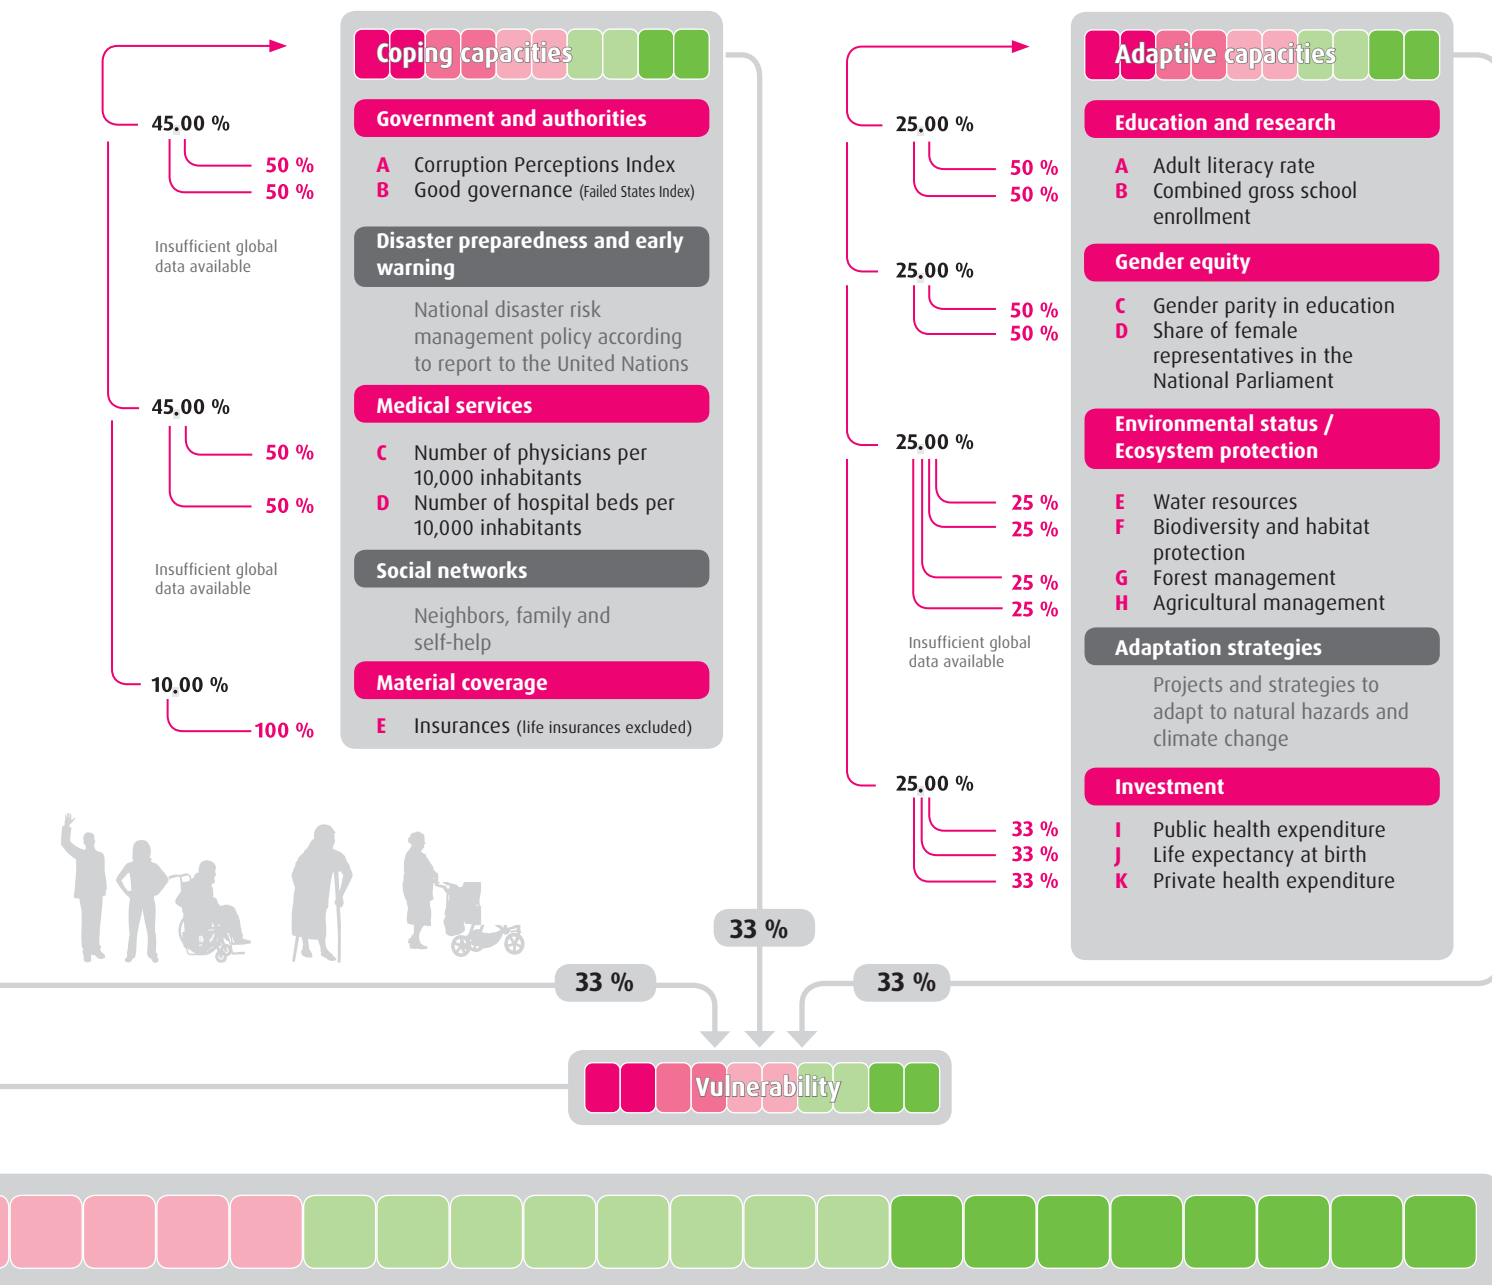 Coping capacities
45.00 %
Government and authorities
50 %
A Corruption Perceptions Index
50 %
B Good governance (Failed States Index)
Insufficient global
data available
Disaster preparedness and early
warning
National disaster risk
management policy according
to report to the United Nations
45.00 %
Medical services
50 %
C Number of physicians per
10,000 inhabitants
50 %
D Number of hospital beds per
10,000 inhabitants
Insufficient global
data available
Social networks
Neighbors, family and
self-help
10.00 %
Material coverage
100 %
E Insurances (life insurances excluded)
Adaptive capacities
25.00 %
Education and research
50 %
A Adult literacy rate
50 %
B Combined gross school
enrollment
25.00 %
Gender equity
50 %
C Gender parity in education
50 %
D Share of female
representatives in the
National Parliament
25.00 %
Environmental status /
Ecosystem protection
25 %
E Water resources
25 %
F Biodiversity and habitat
protection
25 %
G Forest management
25 %
H Agricultural management
Insufficient global
data available
Adaptation strategies
Projects and strategies to
adapt to natural hazards and
climate change
25.00 %
Investment
33 %
I Public health expenditure
33 %
J Life expectancy at birth
33 %
K Private health expenditure
33 %
33 %
33 %
Vulnerability